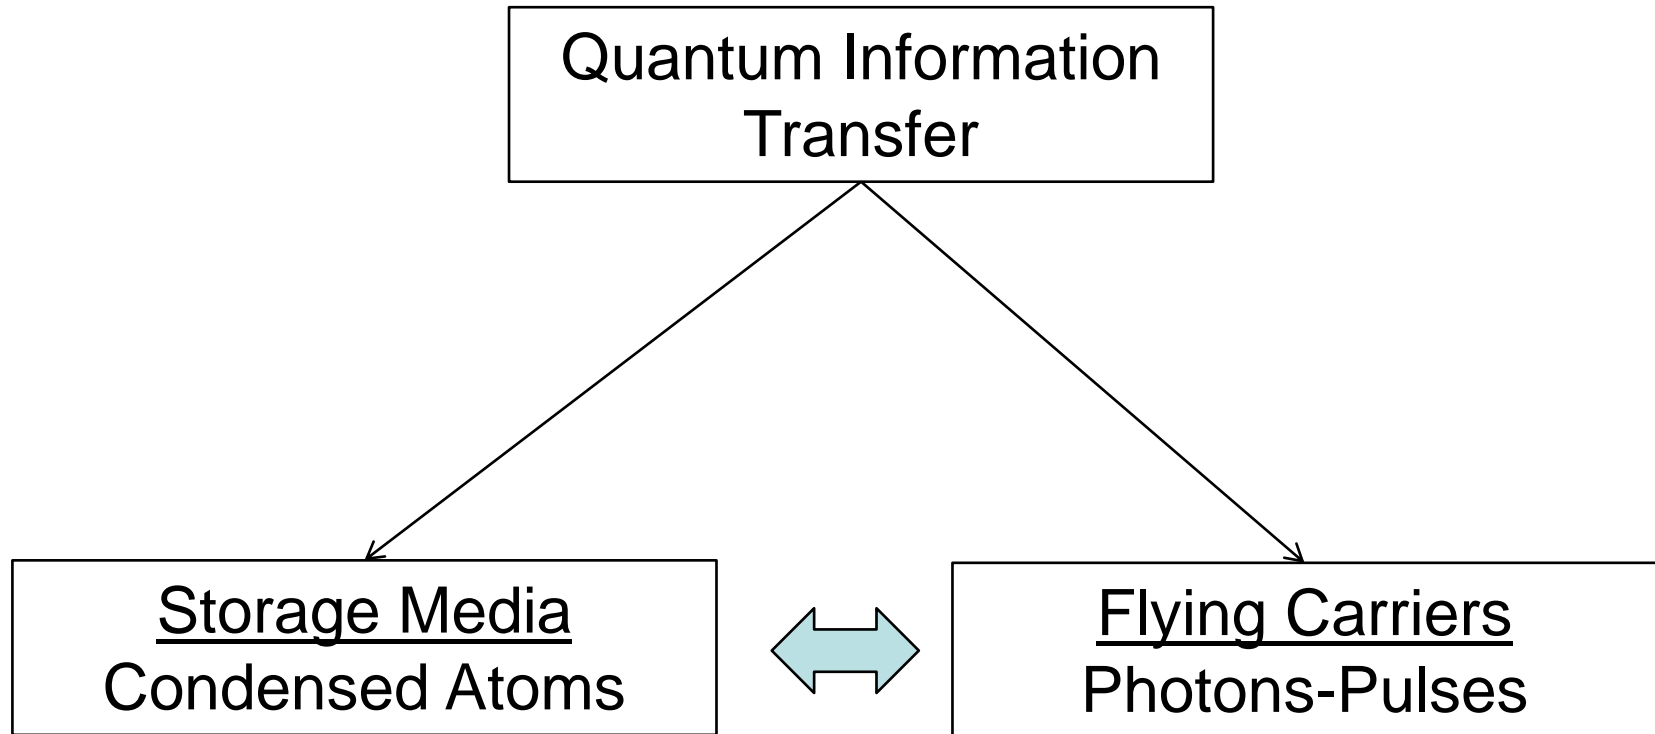 Quantum Information
Transfer
Storage Media
Condensed Atoms
Flying Carriers
Photons-Pulses